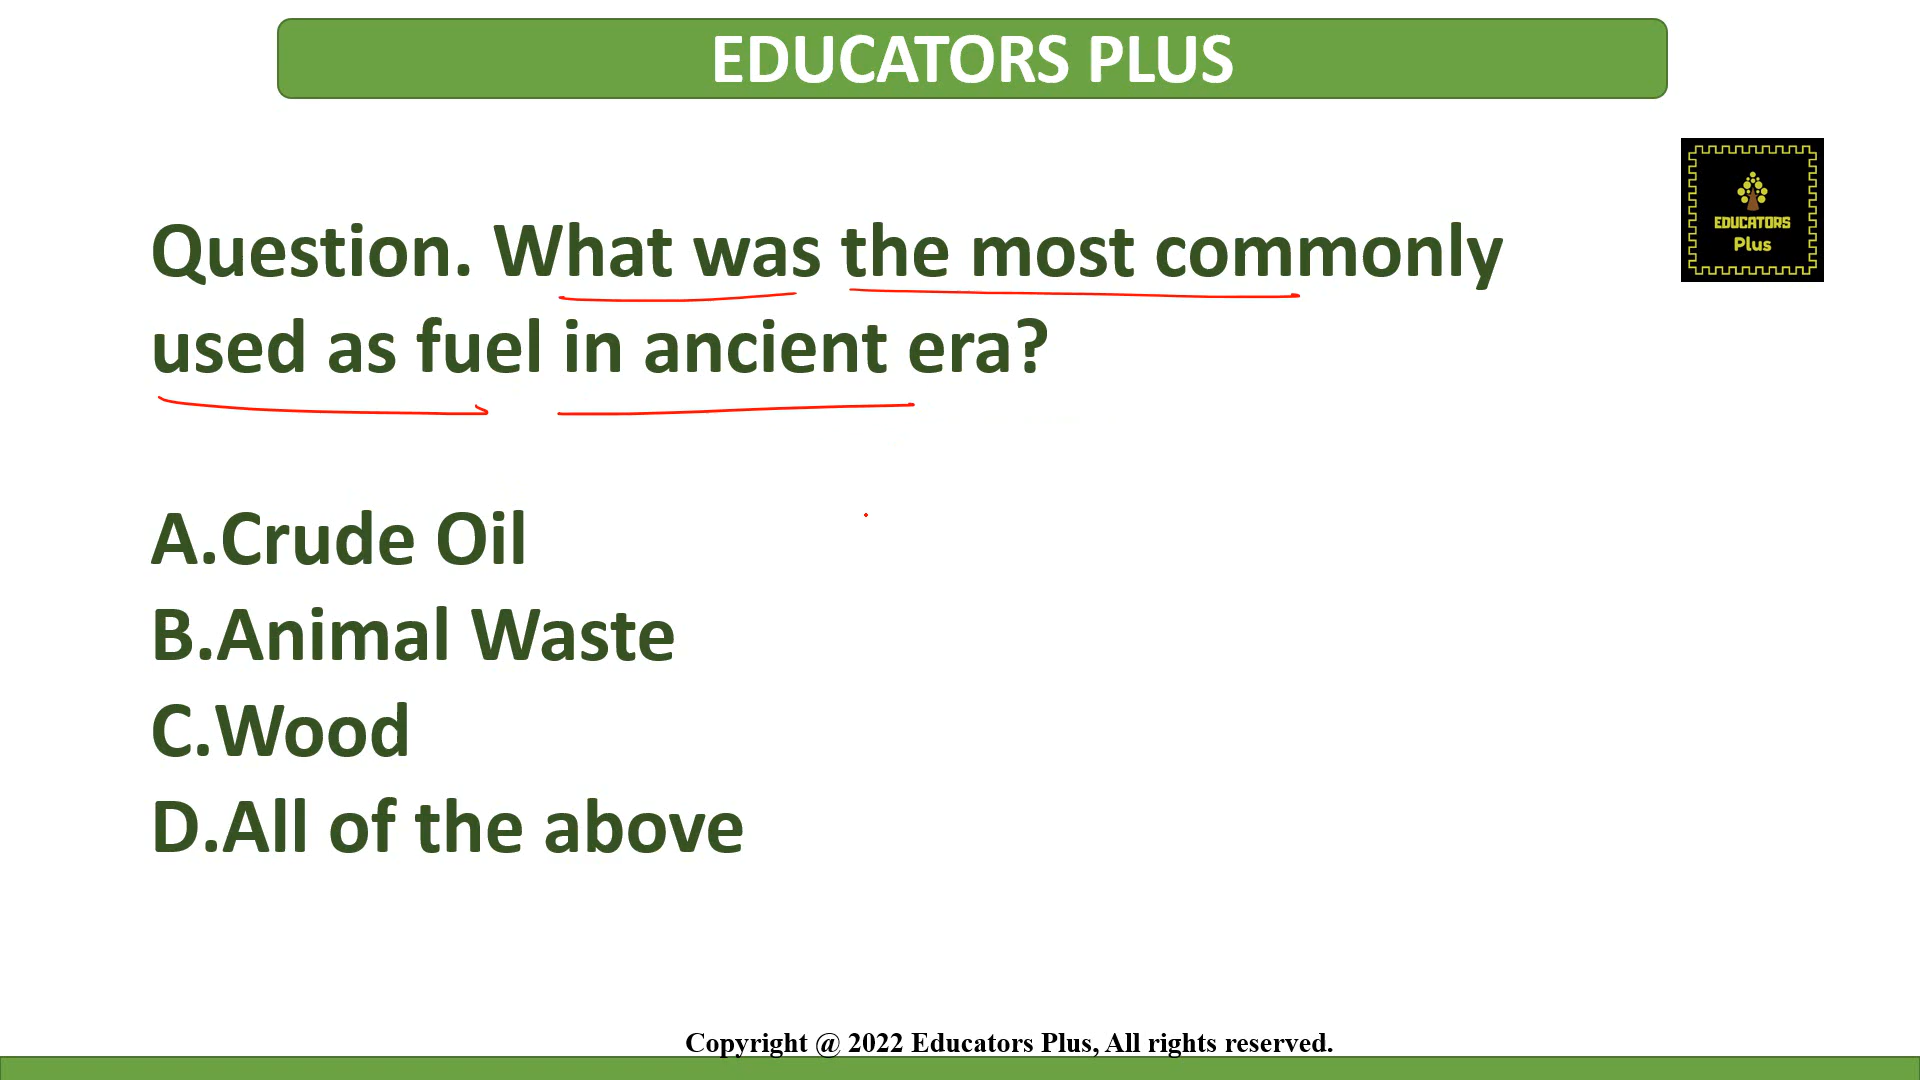 EDUCATORS PLUS
EDUCATORS
Plus
Question. What was the most commonly
used as fuel in ancient era?
A.Crude Oil
B.Animal Waste
C.Wood
D.All of the above
Copyright @ 2022 Educators Plus, All rights reserved.